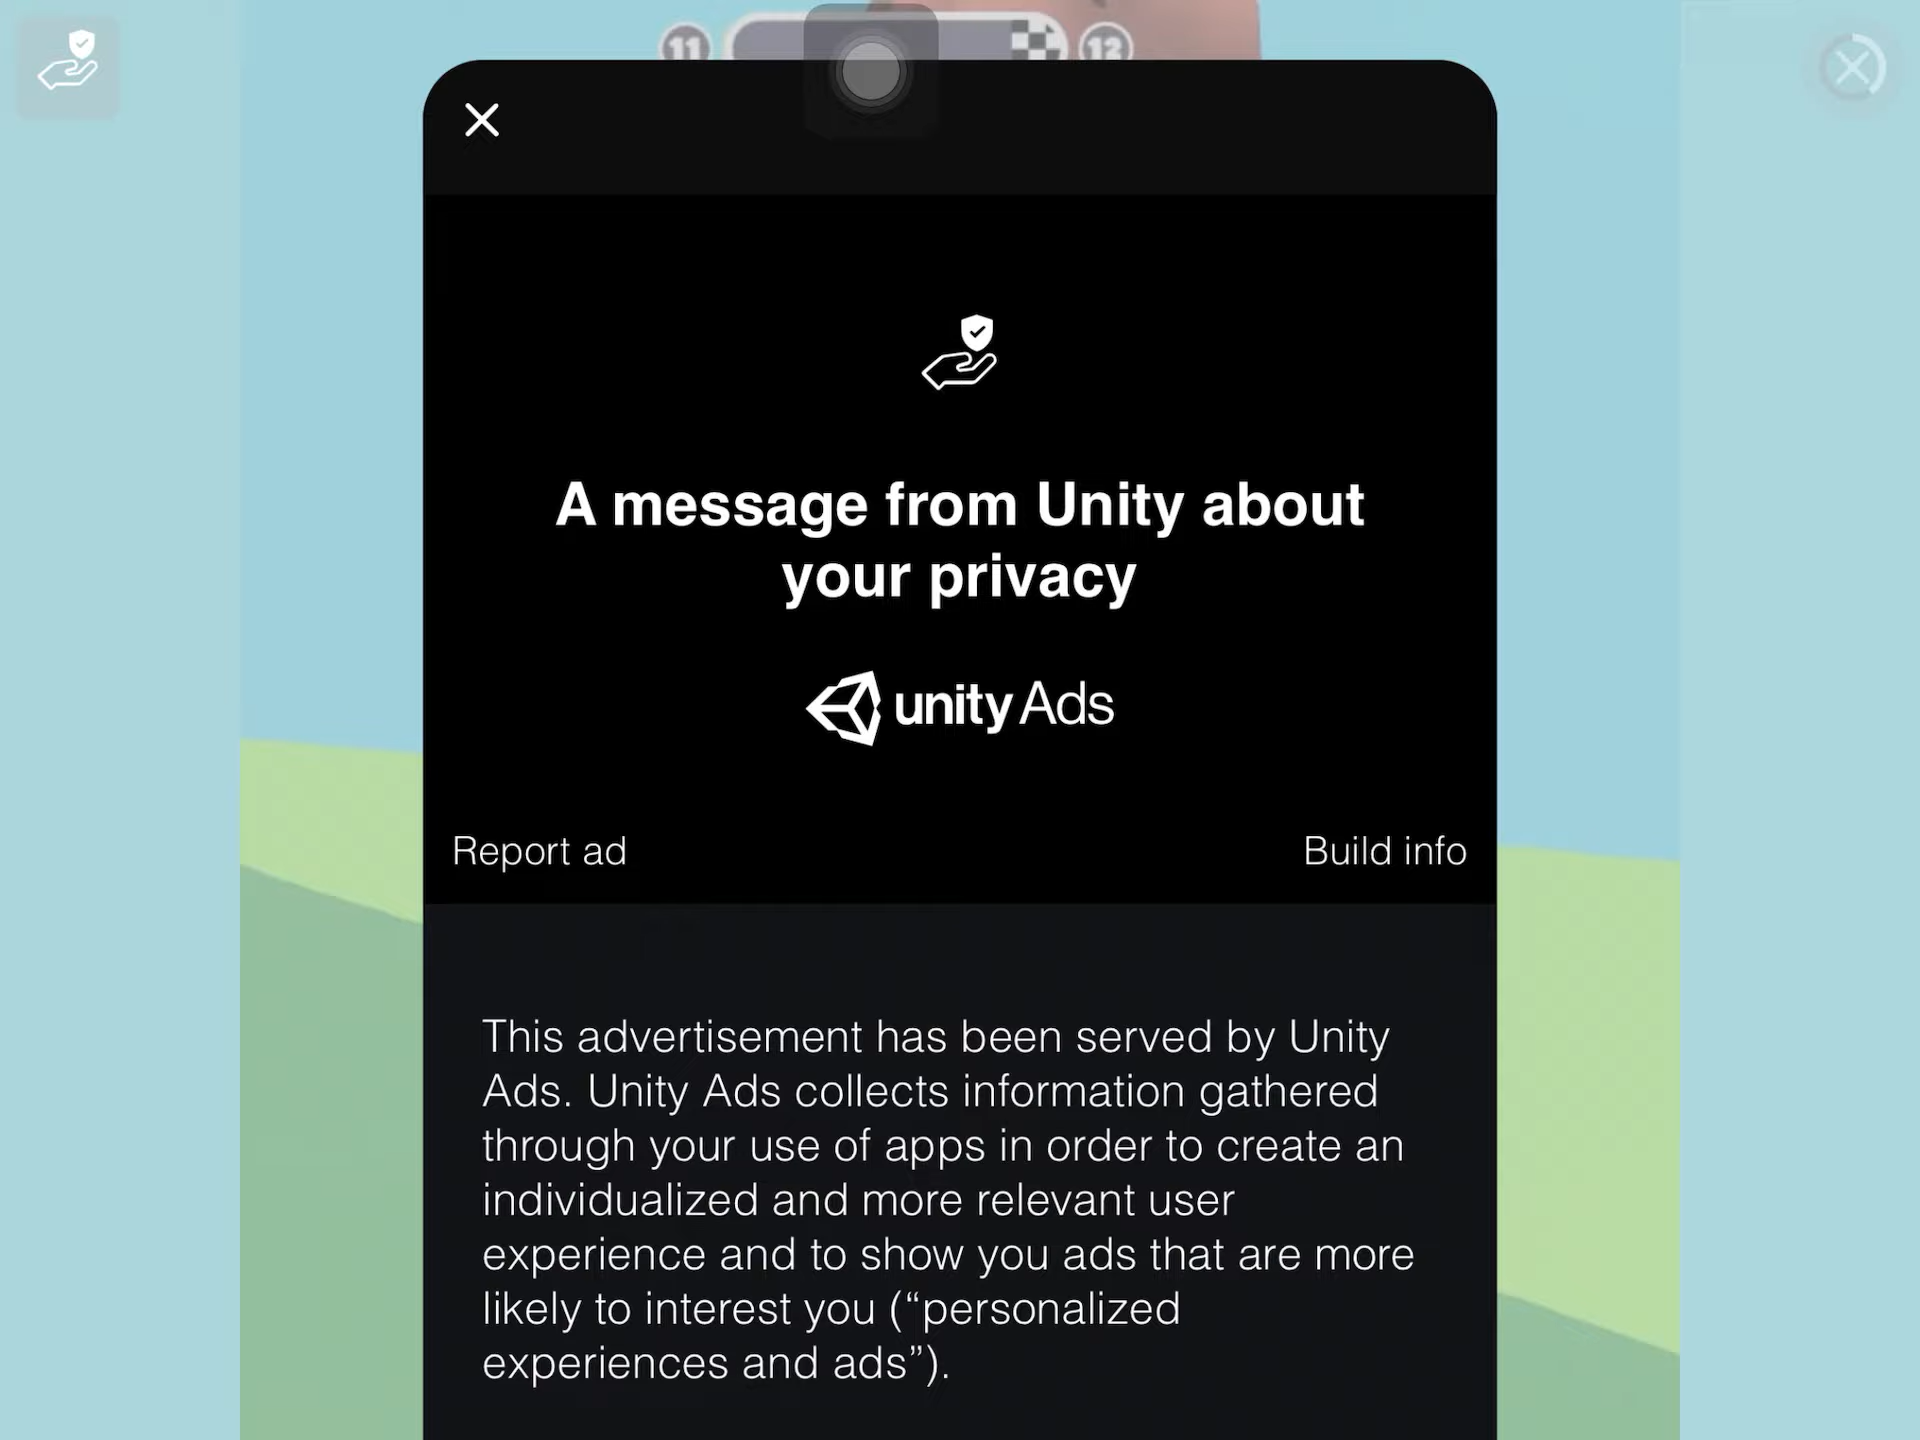 11 12
A message from Unity about
your privacy
unity Ads
Report ad
Build info
This advertisement has been served by Unity
Ads. Unity Ads collects information gathered
through your use of apps in order to create an
individualized and more relevant user
experience and to show you ads that are more
likely to interest you (“personalized
experiences and ads”).